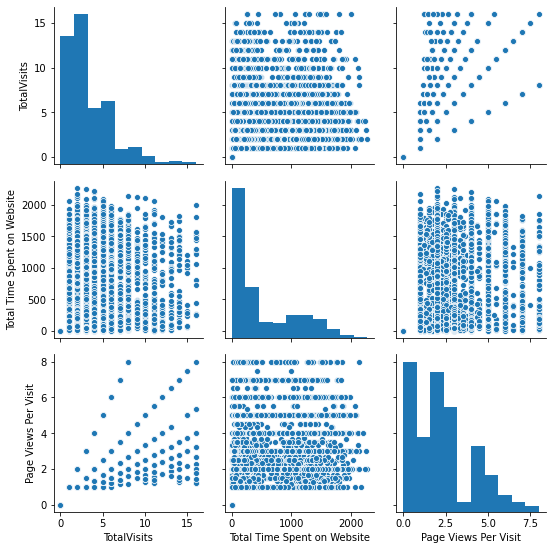 TotalVisits
15
10
5
0
Total Time Spent on Website
2000
1500
1000
500
0
Page Views Per Visit
8
6
4
2
0
0 5 10 15
0 1000 2000
0.0 2.5 5.0 7.5
TotalVisits
Total Time Spent on Website
Page Views Per Visit